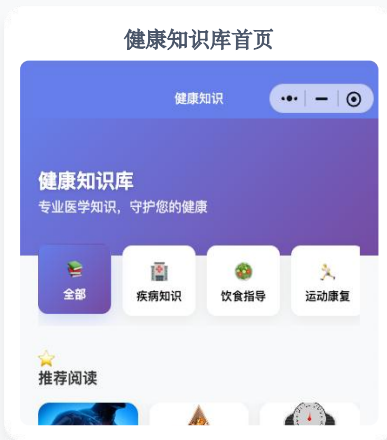 健康知识库首页
健康知识
健康知识库
专业医学知识，守护您的健康
全部
疾病知识
饮食指导
运动康复
推荐阅读